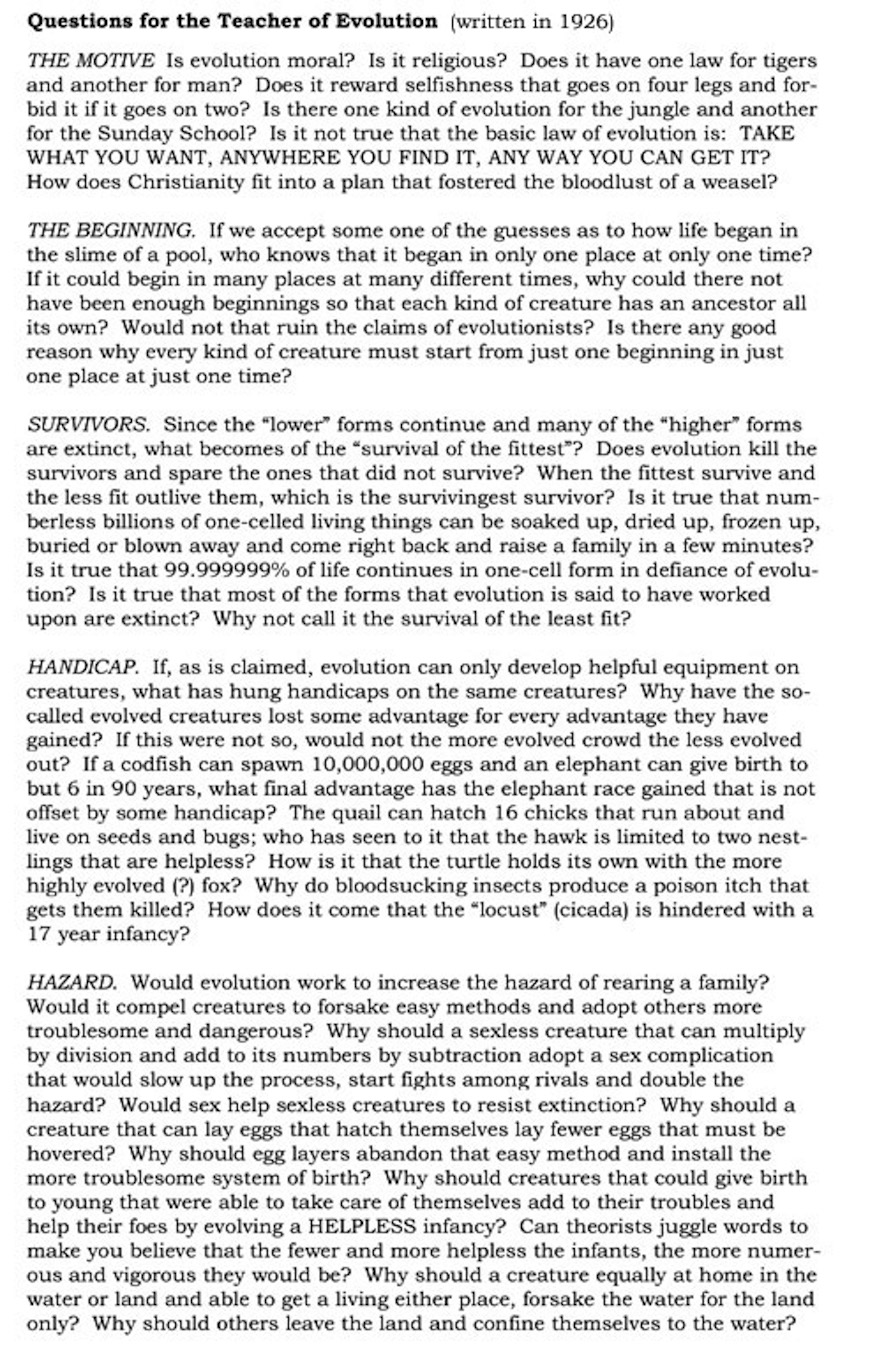 Questions for the Teacher of Evolution (written in 1926)
THE MOTIVE Is evolution moral? Is it religious? Does it have one law for tigers
and another for man? Does it reward selfishness that goes on four legs and for-
bid it if it goes on two? Is there one kind of evolution for the jungle and another
for the Sunday School? Is it not true that the basic law of evolution is: TAKE
WHAT YOU WANT, ANYWHERE YOU FIND IT, ANY WAY YOU CAN GET IT?
How does Christianity fit into a plan that fostered the bloodlust of a weasel?
THE BEGINNING. If we accept some one of the guesses as to how life began in
the slime of a pool, who knows that it began in only one place at only one time?
If it could begin in many places at many different times, why could there not
have been enough beginnings so that each kind of creature has an ancestor all
its own? Would not that ruin the claims of evolutionists? Is there any good
reason why every kind of creature must start from just one beginning in just
one place at just one time?
SURVIVORS. Since the “lower” forms continue and many of the “higher” forms
are extinct, what becomes of the “survival of the fittest”? Does evolution kill the
survivors and spare the ones that did not survive? When the fittest survive and
the less fit outlive them, which is the survivingest survivor? Is it true that num-
berless billions of one-celled living things can be soaked up, dried up, frozen up,
buried or blown away and come right back and raise a family in a few minutes?
Is it true that 99.999999% of life continues in one-cell form in defiance of evolu-
tion? Is it true that most of the forms that evolution is said to have worked
upon are extinct? Why not call it the survival of the least fit?
HANDICAP. If, as is claimed, evolution can only develop helpful equipment on
creatures, what has hung handicaps on the same creatures? Why have the so-
called evolved creatures lost some advantage for every advantage they have
gained? If this were not so, would not the more evolved crowd the less evolved
out? If a codfish can spawn 10,000,000 eggs and an elephant can give birth to
but 6 in 90 years, what final advantage has the elephant race gained that is not
offset by some handicap? The quail can hatch 16 chicks that run about and
live on seeds and bugs; who has seen to it that the hawk is limited to two nest-
lings that are helpless? How is it that the turtle holds its own with the more
highly evolved (?) fox? Why do bloodsucking insects produce a poison itch that
gets them killed? How does it come that the “locust” (cicada) is hindered with a
17 year infancy?
HAZARD. Would evolution work to increase the hazard of rearing a family?
Would it compel creatures to forsake easy methods and adopt others more
troublesome and dangerous? Why should a sexless creature that can multiply
by division and add to its numbers by subtraction adopt a sex complication
that would slow up the process, start fights among rivals and double the
hazard? Would sex help sexless creatures to resist extinction? Why should a
creature that can lay eggs that hatch themselves lay fewer eggs that must be
hovered? Why should egg layers abandon that easy method and install the
more troublesome system of birth? Why should creatures that could give birth
to young that were able to take care of themselves add to their troubles and
help their foes by evolving a HELPLESS infancy? Can theorists juggle words to
make you believe that the fewer and more helpless the infants, the more numer-
ous and vigorous they would be? Why should a creature equally at home in the
water or land and able to get a living either place, forsake the water for the land
only? Why should others leave the land and confine themselves to the water?